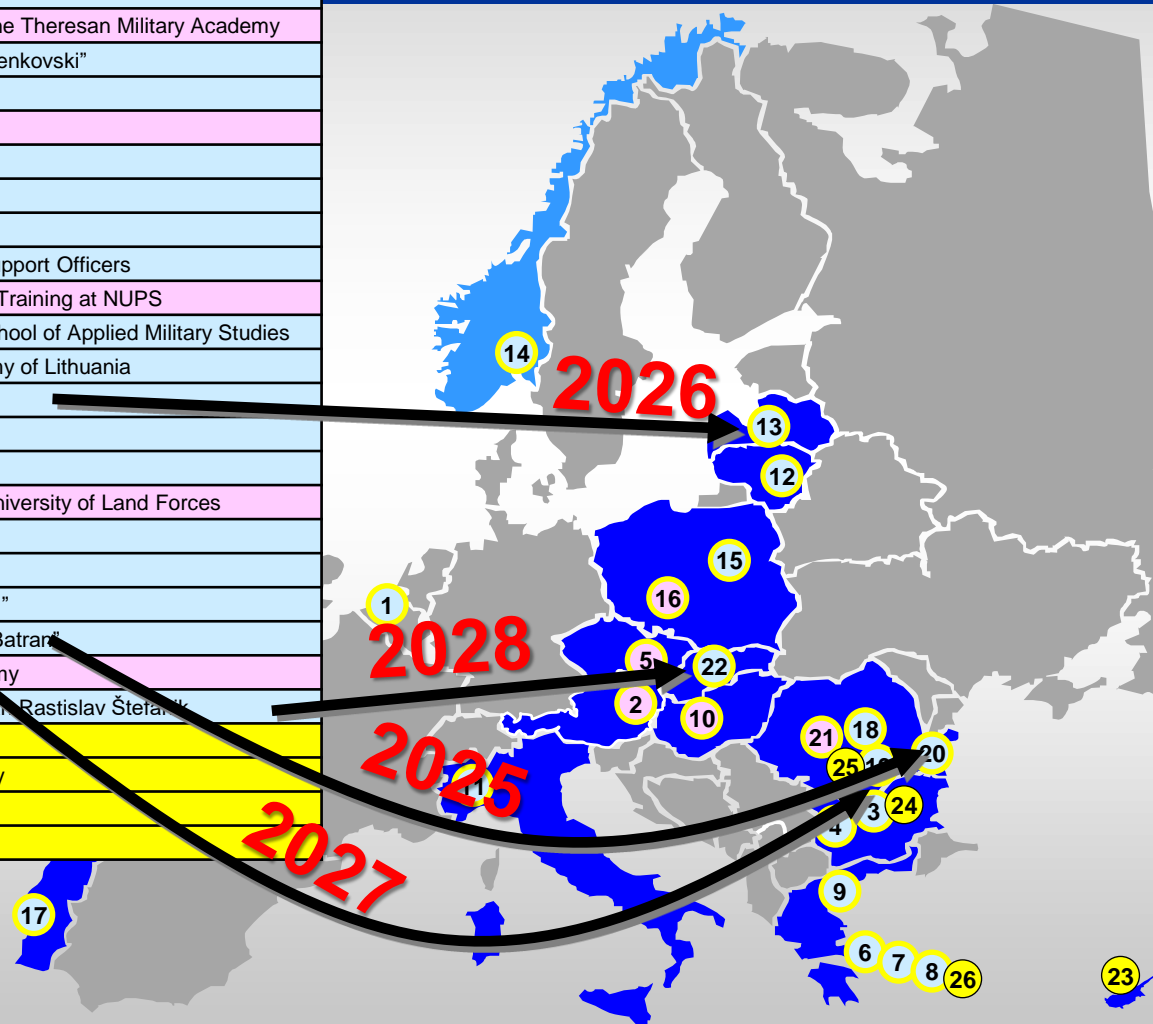 he Theresan Military Academy
enkovski”
pport Officers
Training at NUPS
hool of Applied Military Studies
ny of Lithuania
niversity of Land Forces
”
Batran”
my
Rastislav Štefánik
y
14
2026
13
12
15
16
1
2028
5
22
2
10
21
18
25
20
2025
11
3
24
4
2027
9
17
6
7
8
26
23